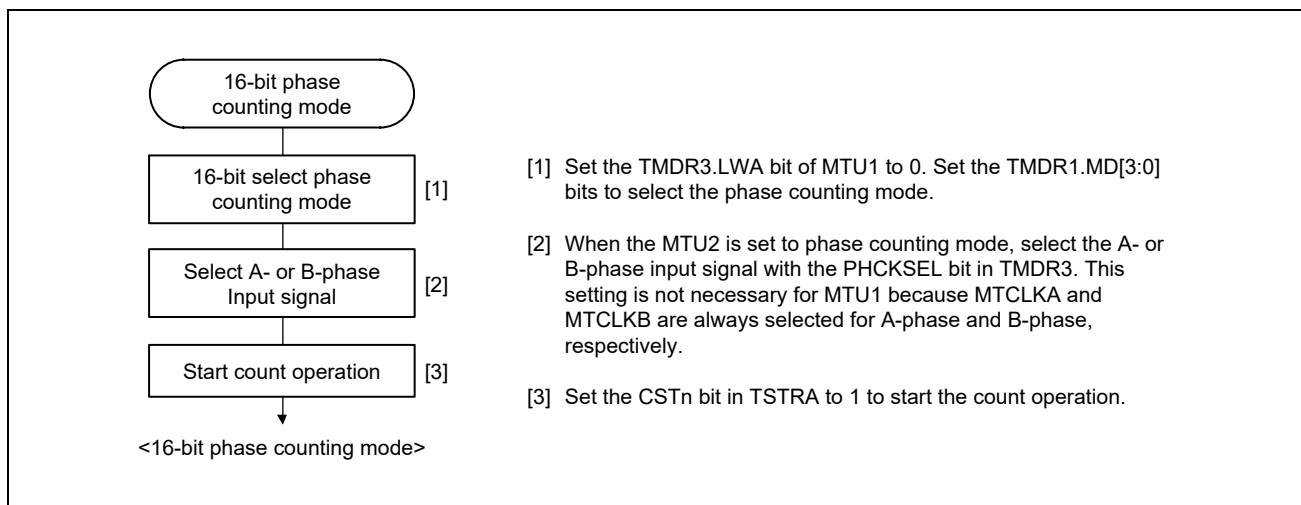 16-bit phase
counting mode
16-bit select phase
counting mode
[1]
Select A- or B-phase
Input signal
[2]
Start count operation
[3]
<16-bit phase counting mode>
[1] Set the TMDR3.LWA bit of MTU1 to 0. Set the TMDR1.MD[3:0]
bits to select the phase counting mode.
[2] When the MTU2 is set to phase counting mode, select the A- or
B-phase input signal with the PHCKSEL bit in TMDR3. This
setting is not necessary for MTU1 because MTCLKA and
MTCLKB are always selected for A-phase and B-phase,
respectively.
[3] Set the CSTn bit in TSTRA to 1 to start the count operation.